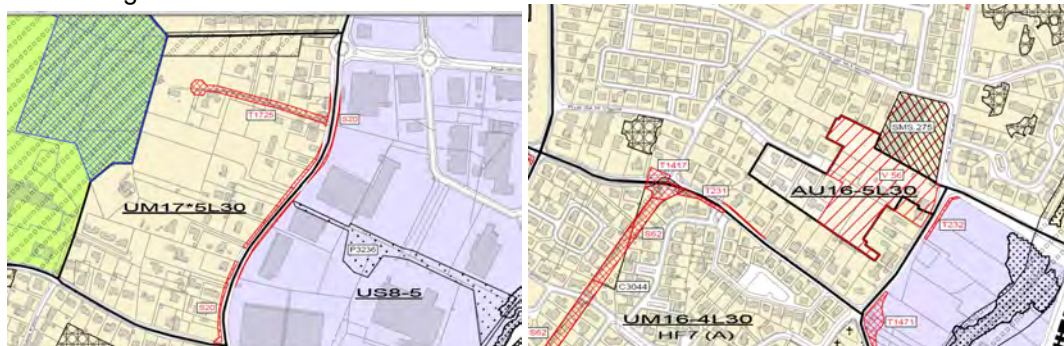 T1725
S20
UM17*5L30
P3236
US8-5
S20
SMS 275
T1417
V 56
AU16-5L30
T231
T232
S62
C3044
UM16-4L30
HF7 (A)
T1471
S62